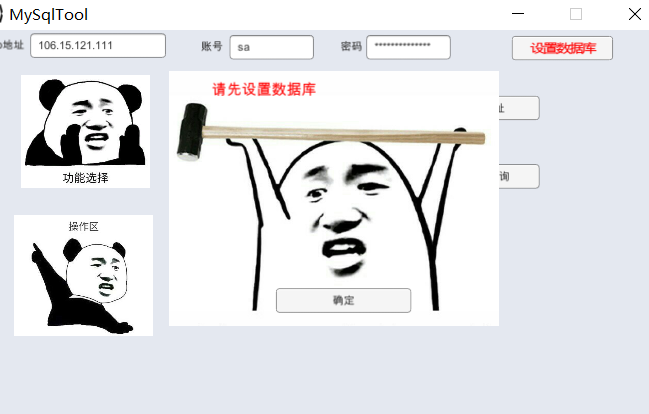 MySqlTool
地址
106.15.121.111
账号
sa
密码
**************
设置数据库
请先设置数据库
址
询
功能选择
操作区
确定